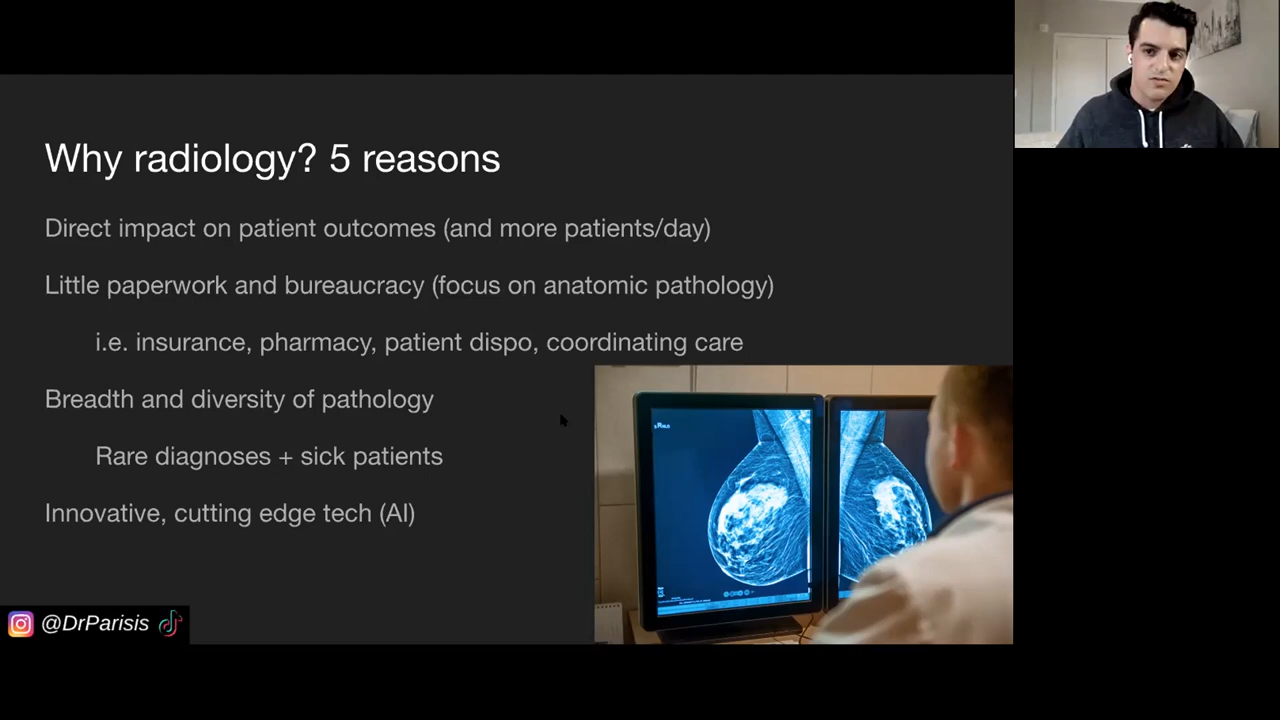 Why radiology? 5 reasons
Direct impact on patient outcomes (and more patients/day)
Little paperwork and bureaucracy (focus on anatomic pathology)
i.e. insurance, pharmacy, patient dispo, coordinating care
Breadth and diversity of pathology
Rare diagnoses + sick patients
Innovative, cutting edge tech (AI)
@DrParisis